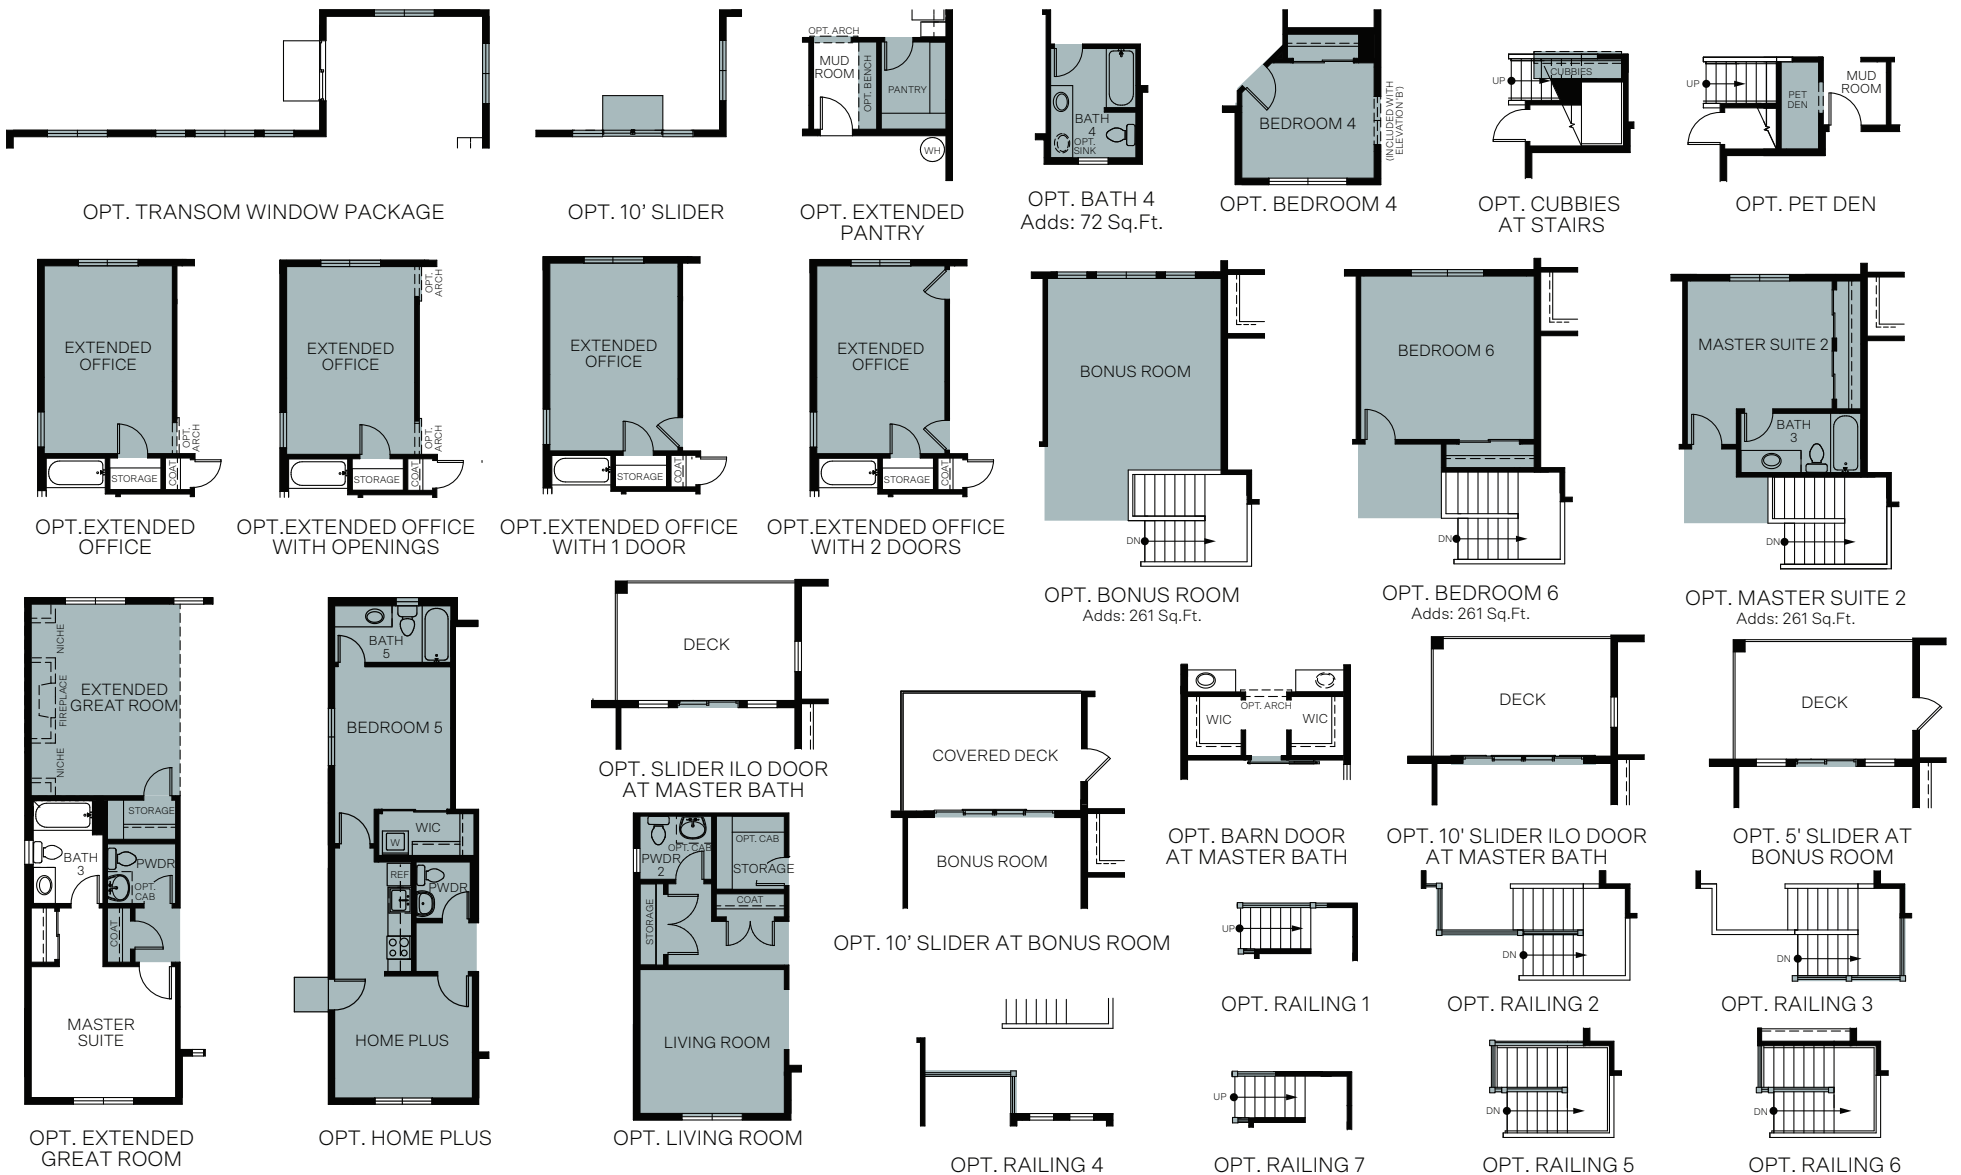 OPT. TRANSOM WINDOW PACKAGE
OPT. 10' SLIDER
OPT. ARCH
MUD
ROOM
OPT. BENCH
PANTRY
WH
OPT. EXTENDED
PANTRY
BATH
4
OPT.
SINK
OPT. BATH 4
Adds: 72 Sq.Ft.
BEDROOM 4
(INCLUDED WITH
ELEVATION 'B')
OPT. BEDROOM 4
CUBBIES
UP
OPT. CUBBIES
AT STAIRS
UP
PET
DEN
MUD
ROOM
OPT. PET DEN
EXTENDED
OFFICE
OPT.
ARCH
STORAGE
COAT
OPT.EXTENDED
OFFICE
OPT.
ARCH
EXTENDED
OFFICE
OPT.
ARCH
STORAGE
COAT
OPT.EXTENDED OFFICE
WITH OPENINGS
EXTENDED
OFFICE
STORAGE
COAT
OPT.EXTENDED OFFICE
WITH 1 DOOR
EXTENDED
OFFICE
STORAGE
COAT
OPT.EXTENDED OFFICE
WITH 2 DOORS
BONUS ROOM
DN
OPT. BONUS ROOM
Adds: 261 Sq.Ft.
BEDROOM 6
DN
OPT. BEDROOM 6
Adds: 261 Sq.Ft.
MASTER SUITE 2
BATH
3
DN
OPT. MASTER SUITE 2
Adds: 261 Sq.Ft.
NICHE
EXTENDED
GREAT ROOM
FIREPLACE
NICHE
STORAGE
BATH
3
PWDR
OPT.
CAB
COAT
MASTER
SUITE
OPT. EXTENDED
GREAT ROOM
BATH
5
BEDROOM 5
WIC
W
REF
PWDR
HOME PLUS
OPT. HOME PLUS
DECK
OPT. SLIDER ILO DOOR
AT MASTER BATH
OPT. CAB
PWDR
2
OPT. CAB
STORAGE
COAT
STORAGE
LIVING ROOM
OPT. LIVING ROOM
COVERED DECK
BONUS ROOM
OPT. 10' SLIDER AT BONUS ROOM
OPT. ARCH
WIC
WIC
OPT. BARN DOOR
AT MASTER BATH
DECK
OPT. 10' SLIDER ILO DOOR
AT MASTER BATH
DECK
OPT. 5' SLIDER AT
BONUS ROOM
UP
OPT. RAILING 1
DN
OPT. RAILING 2
DN
OPT. RAILING 3
OPT. RAILING 4
UP
OPT. RAILING 7
DN
OPT. RAILING 5
DN
OPT. RAILING 6